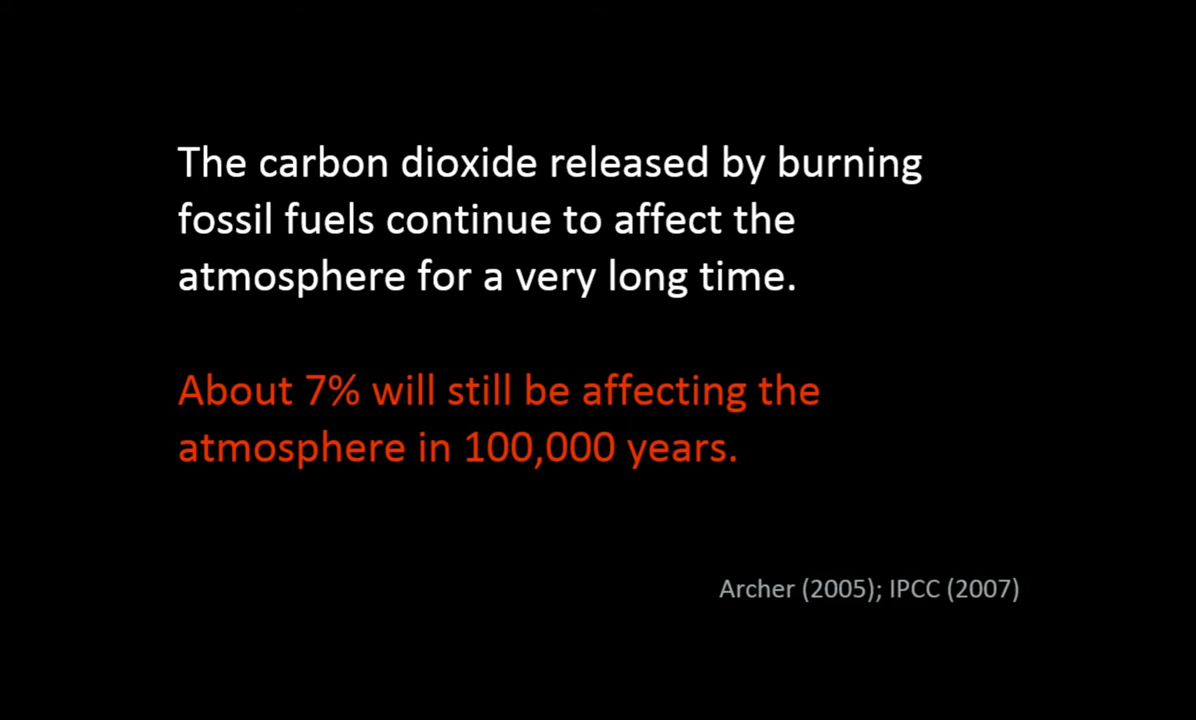 The carbon dioxide released by burning
fossil fuels continue to affect the
atmosphere for a very long time.
About 7% will still be affecting the
atmosphere in 100,000 years.
Archer (2005); IPCC (2007)